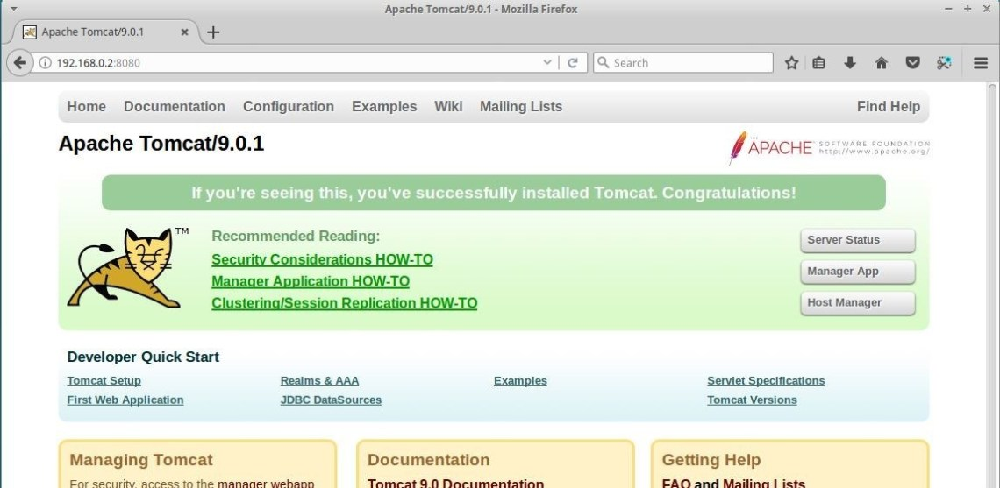 Apache Tomcat/9.0.1 - Mozilla Firefox
Apache Tomcat/9.0.1
192.168.0.2:8080
Search
Home Documentation Configuration Examples Wiki Mailing Lists Find Help
Apache Tomcat/9.0.1
THE
APACHE SOFTWARE FOUNDATION
http://www.apache.org/
If you're seeing this, you've successfully installed Tomcat. Congratulations!
TM
Recommended Reading:
Security Considerations HOW-TO
Manager Application HOW-TO
Clustering/Session Replication HOW-TO
Server Status
Manager App
Host Manager
Developer Quick Start
Tomcat Setup Realms & AAA Examples Servlet Specifications
First Web Application JDBC DataSources Tomcat Versions
Managing Tomcat
For security, access to the manager webapp
Documentation
Tomcat 9.0 Documentation
Getting Help
FAQ and Mailing Lists